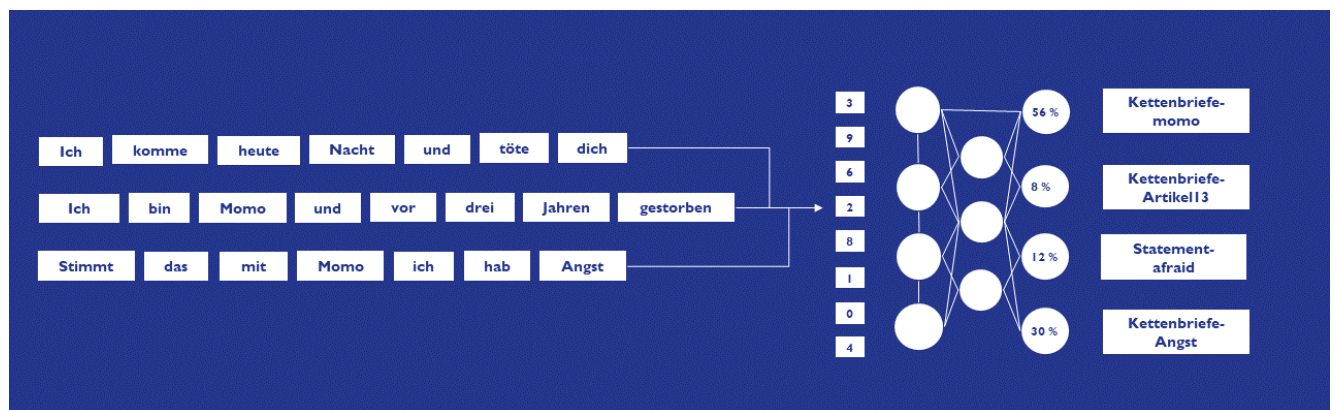 Ich komme heute Nacht und töte dich
Ich bin Momo und vor drei Jahren gestorben
Stimmt das mit Momo ich hab Angst
3
9
6
2
8
1
0
4
56 %
8 %
12 %
30 %
Kettenbriefe-
momo
Kettenbriefe-
Artikel13
Statement-
afraid
Kettenbriefe-
Angst